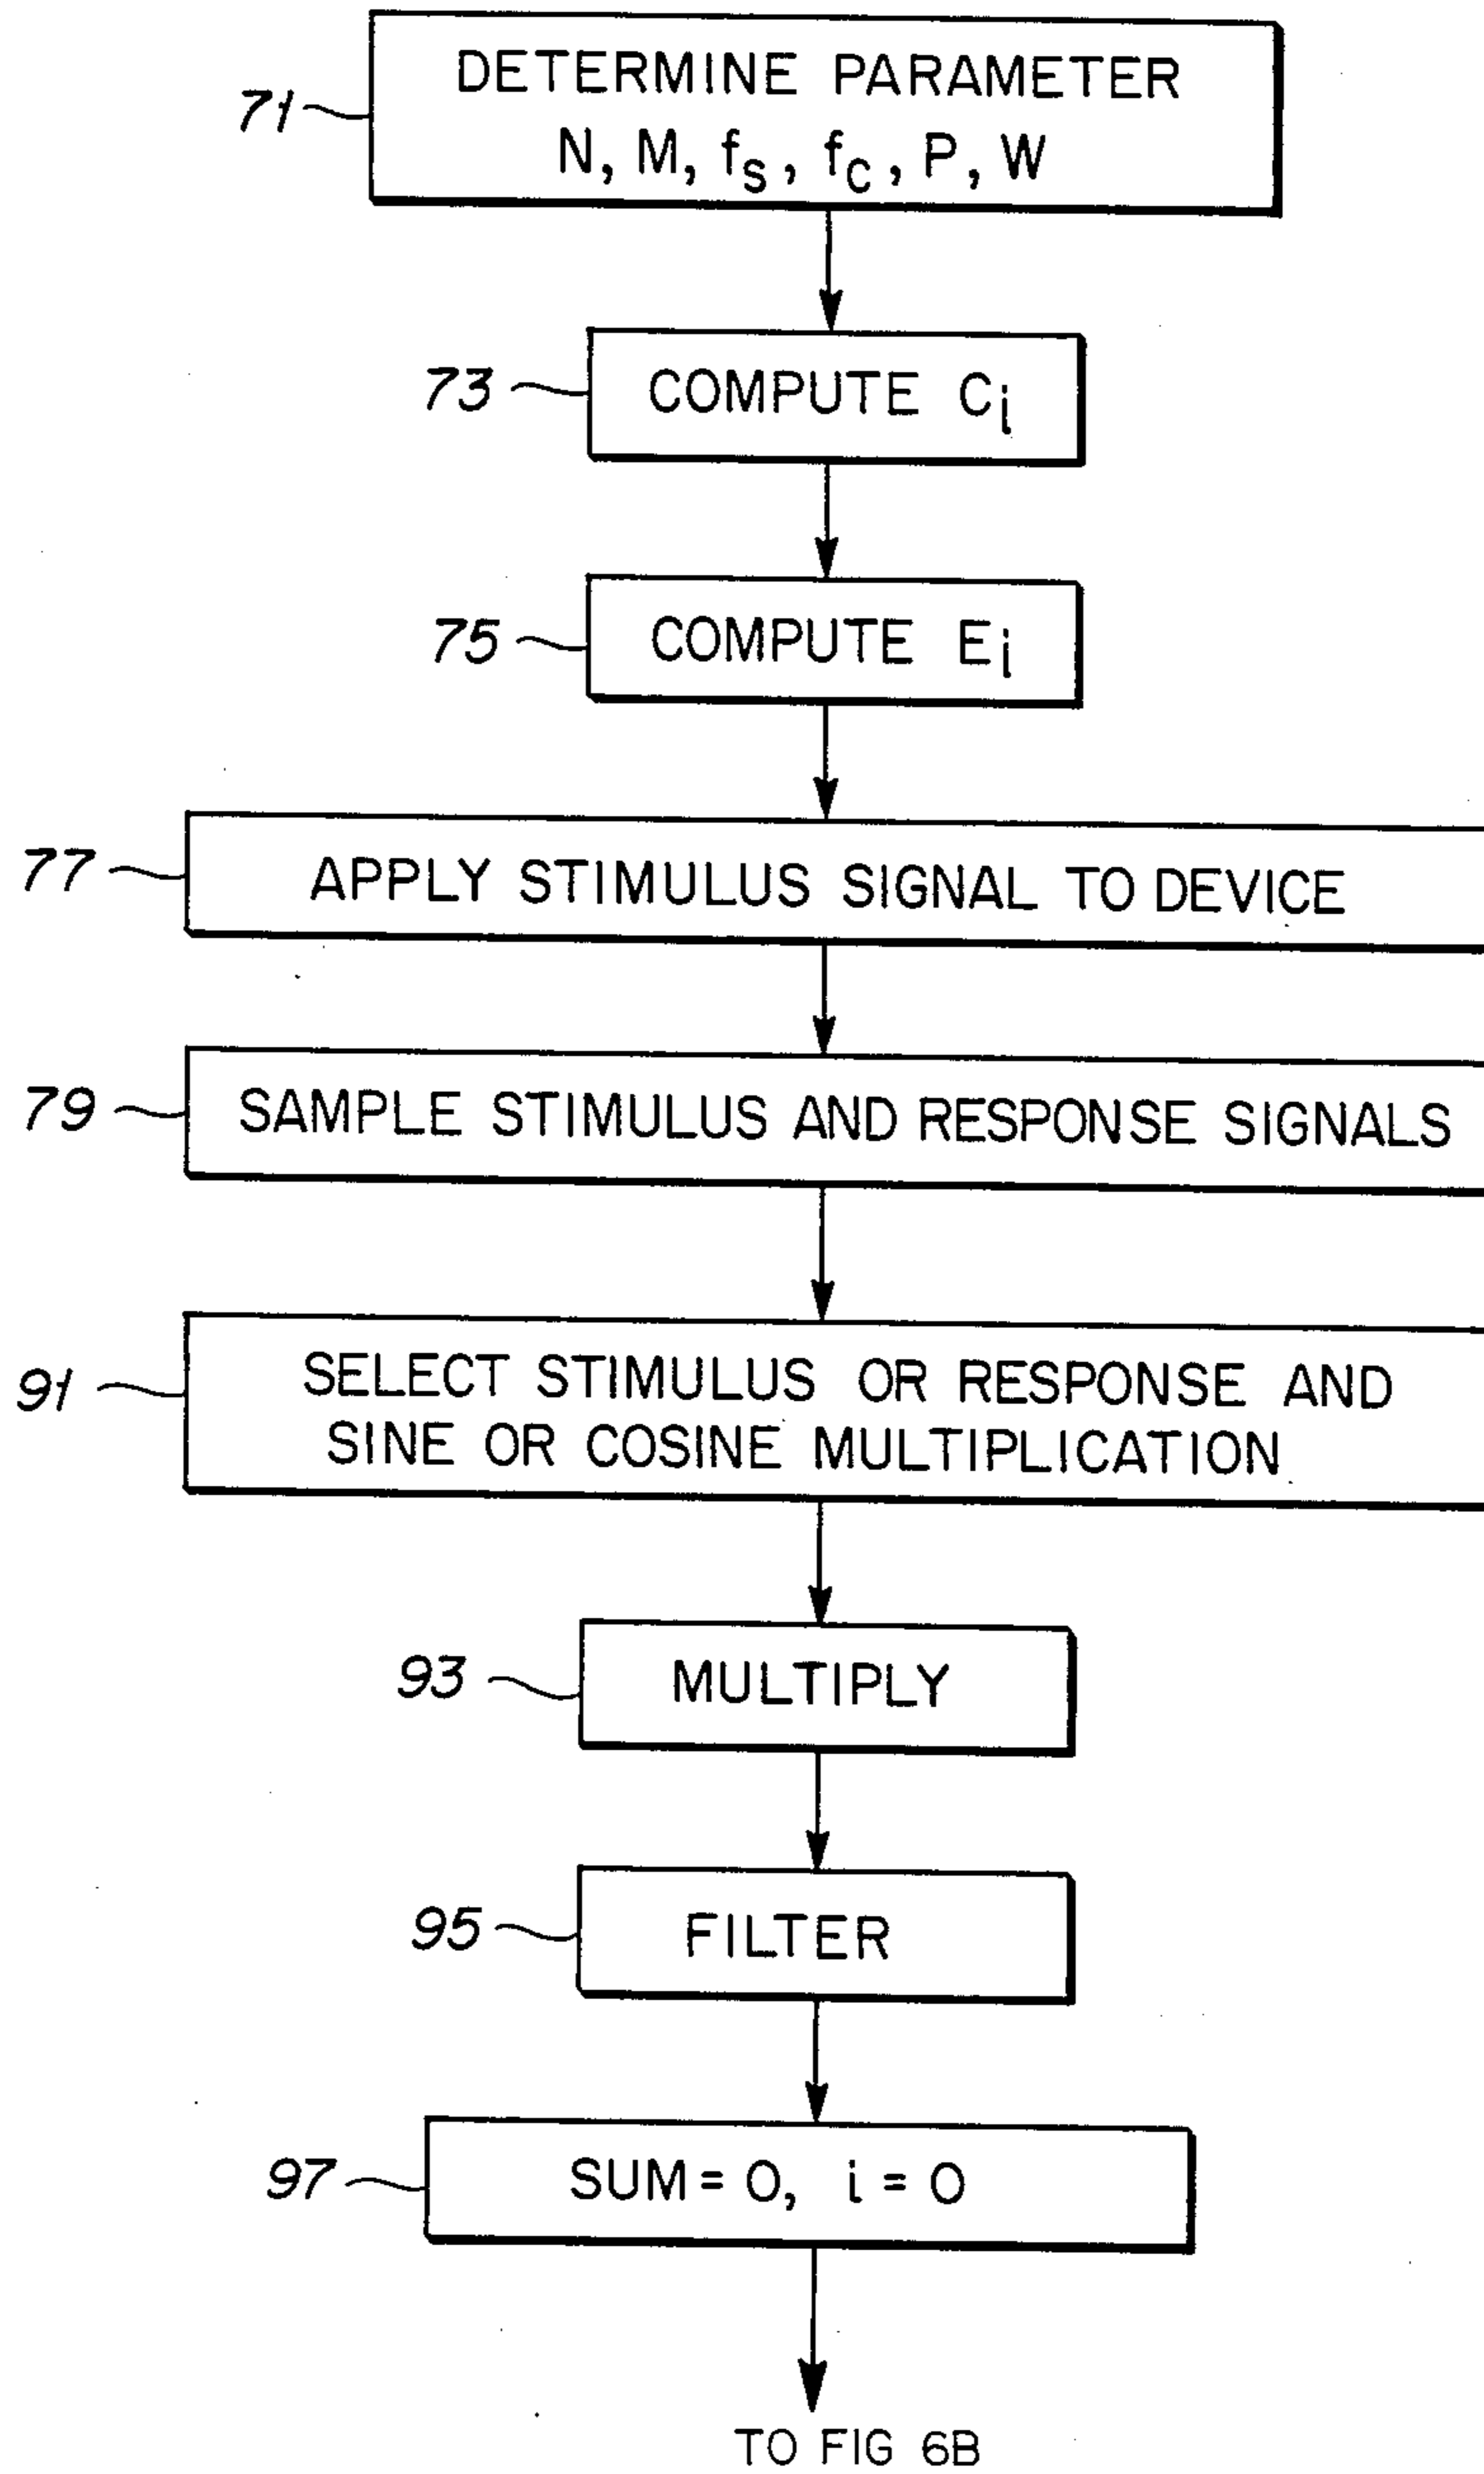 71
DETERMINE PARAMETER
N, M, fS, fC, P, W
73
COMPUTE Ci
75
COMPUTE Ei
77
APPLY STIMULUS SIGNAL TO DEVICE
79
SAMPLE STIMULUS AND RESPONSE SIGNALS
91
SELECT STIMULUS OR RESPONSE AND
SINE OR COSINE MULTIPLICATION
93
MULTIPLY
95
FILTER
97
SUM = 0, i = 0
TO FIG 6B